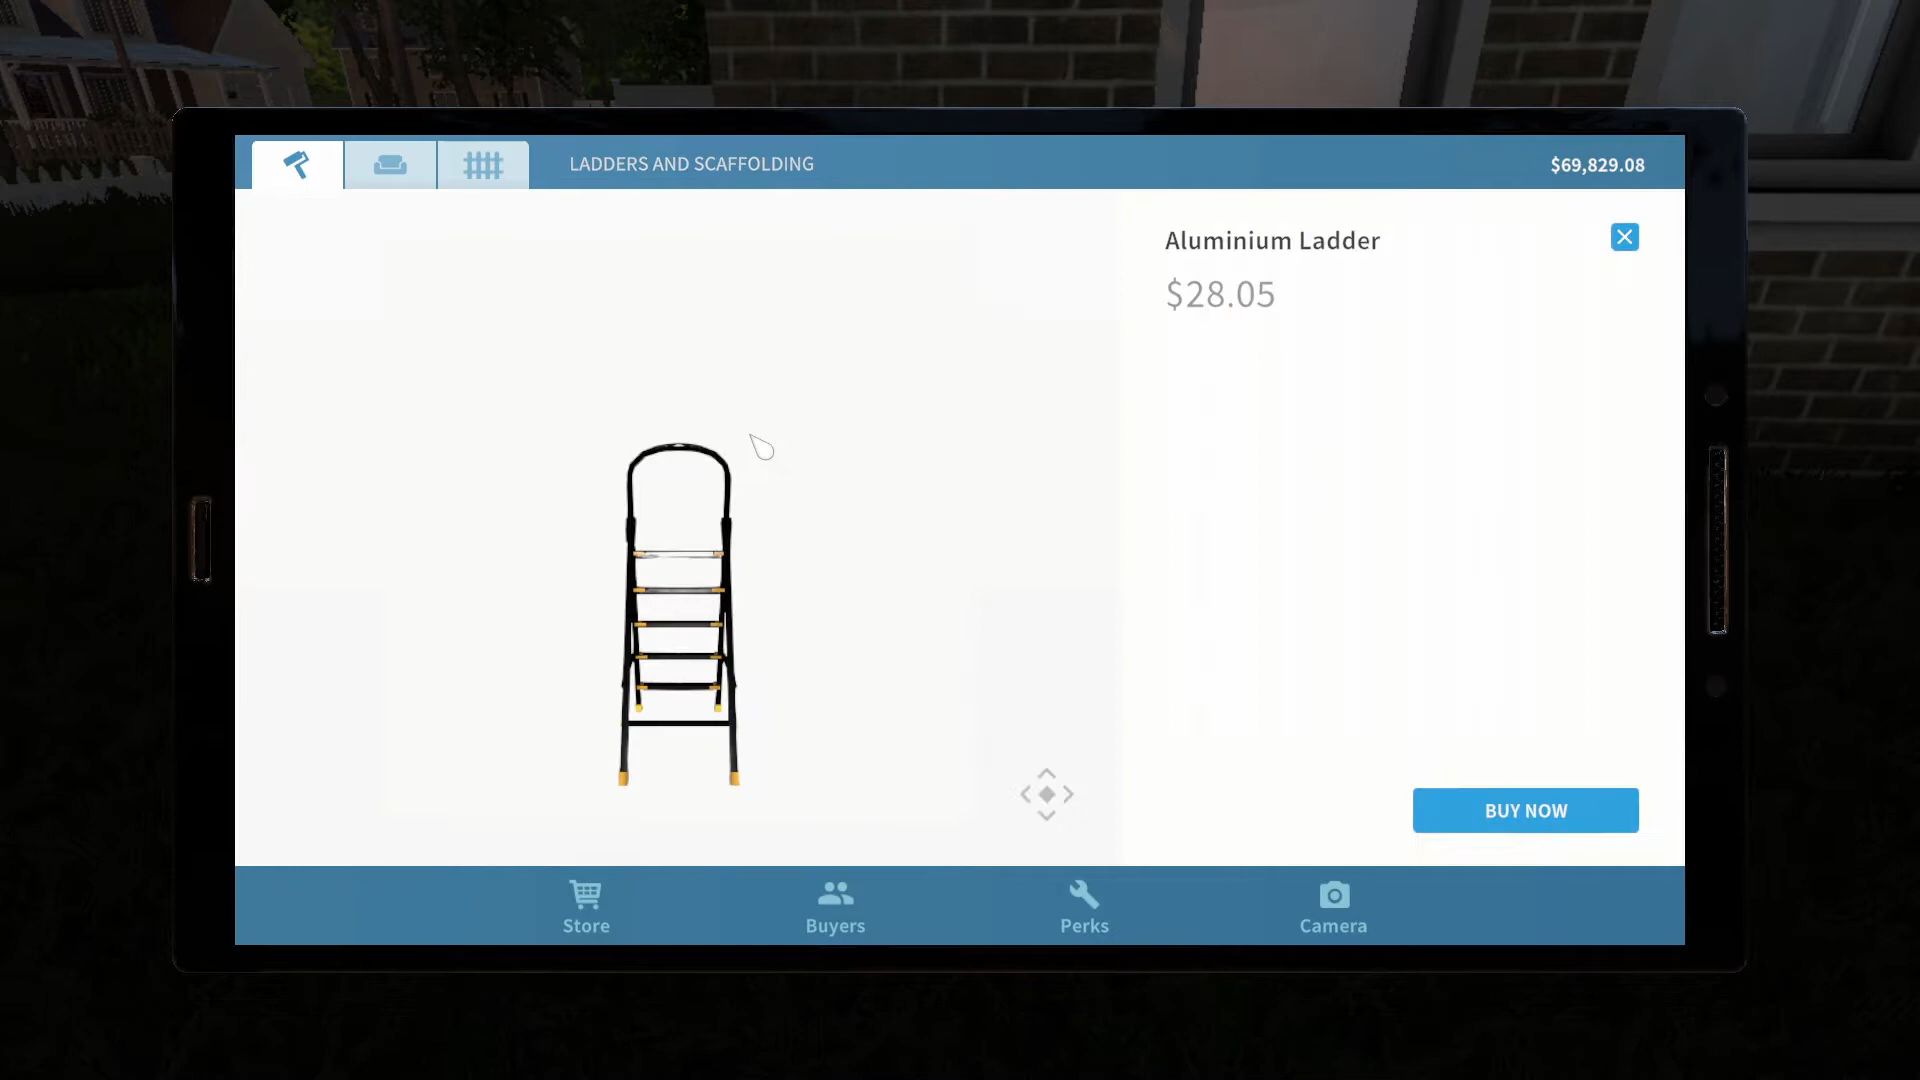 LADDERS AND SCAFFOLDING
$69,829.08
Aluminium Ladder
$28.05
BUY NOW
Store
Buyers
Perks
Camera